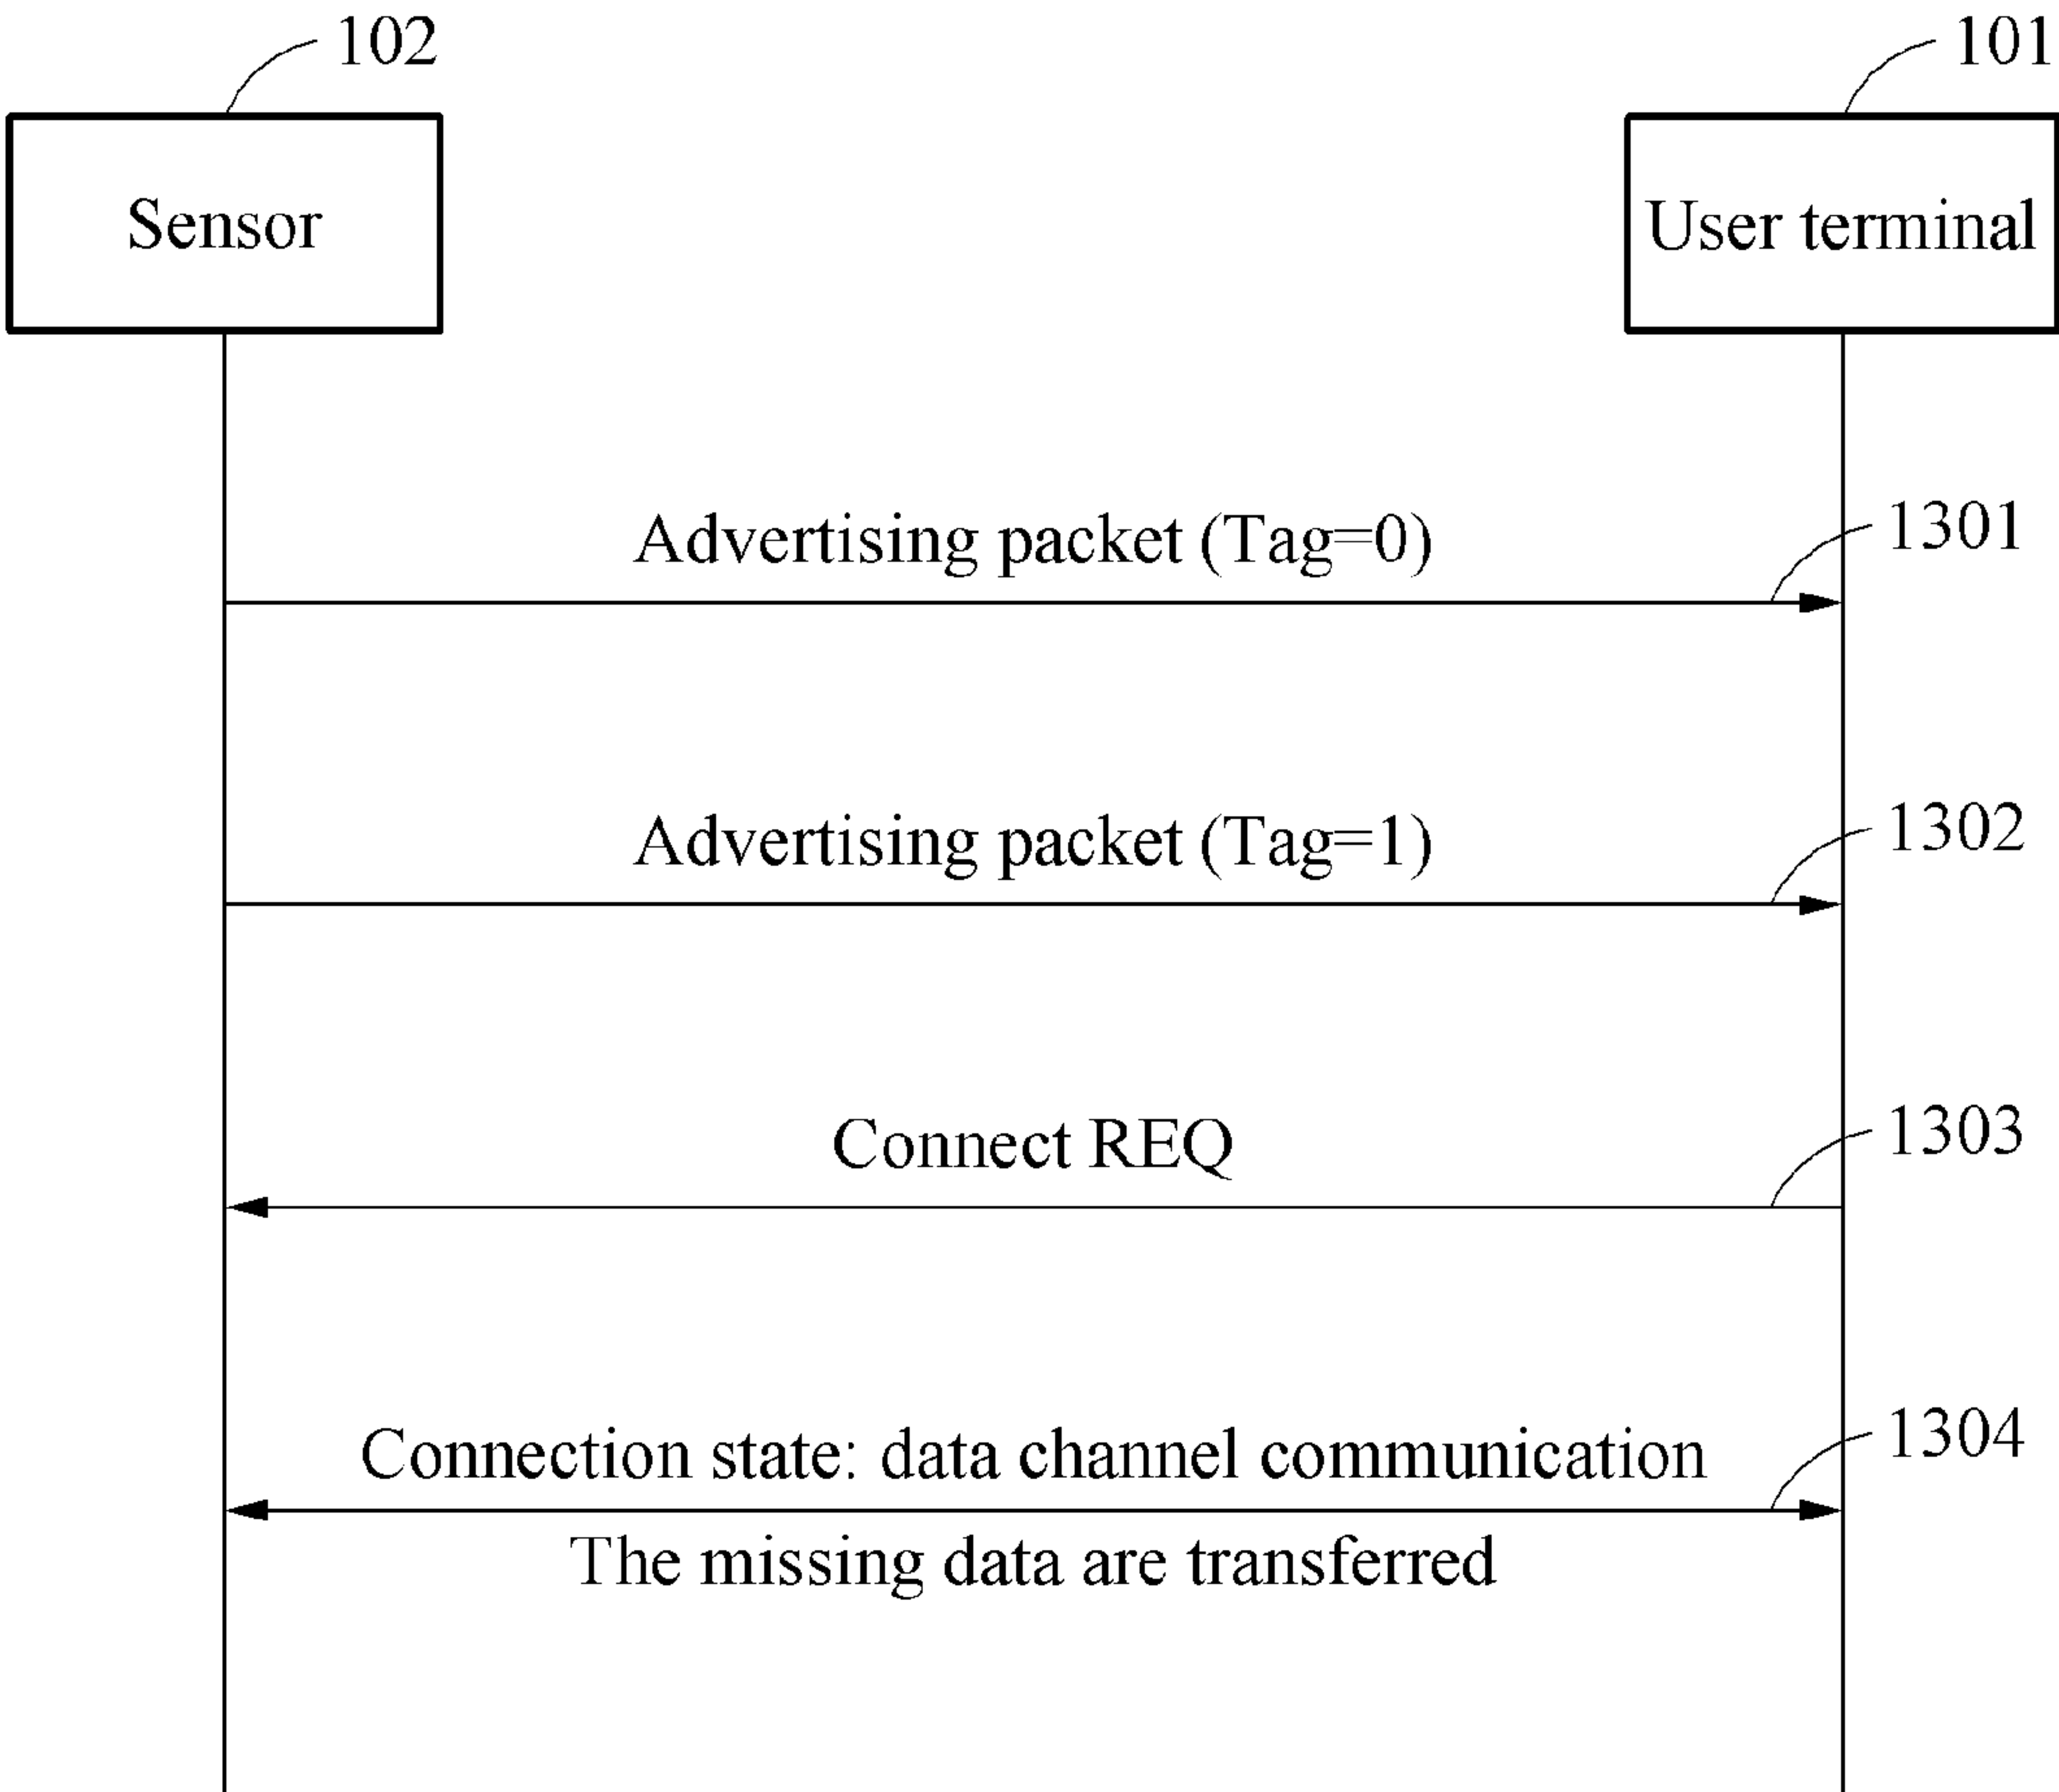 102
101
Sensor
User terminal
Advertising packet (Tag=0)
1301
Advertising packet (Tag=1)
1302
Connect REQ
1303
Connection state: data channel communication
1304
The missing data are transferred